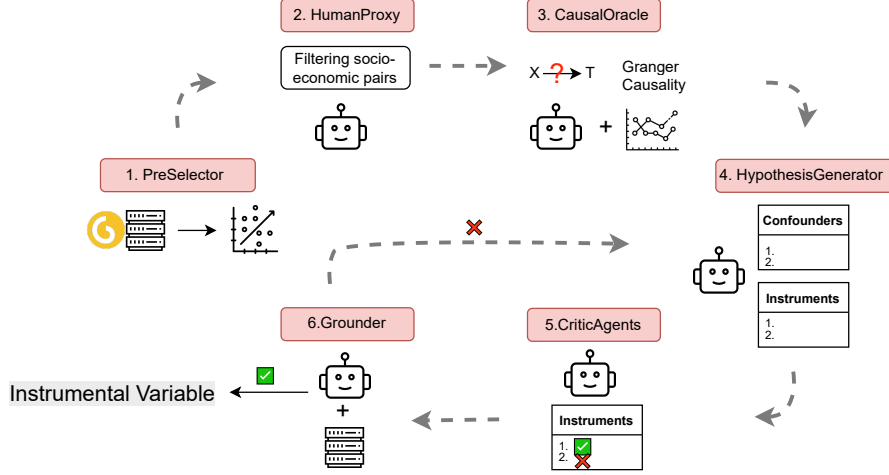 2. HumanProxy
3. CausalOracle
Filtering socio-
economic pairs
X ? T
Granger
Causality
1. PreSelector
4. HypothesisGenerator
Confounders
1.
2.
Instruments
1.
2.
6.Grounder
5.CriticAgents
Instrumental Variable
+
+
Instruments
1.
2.